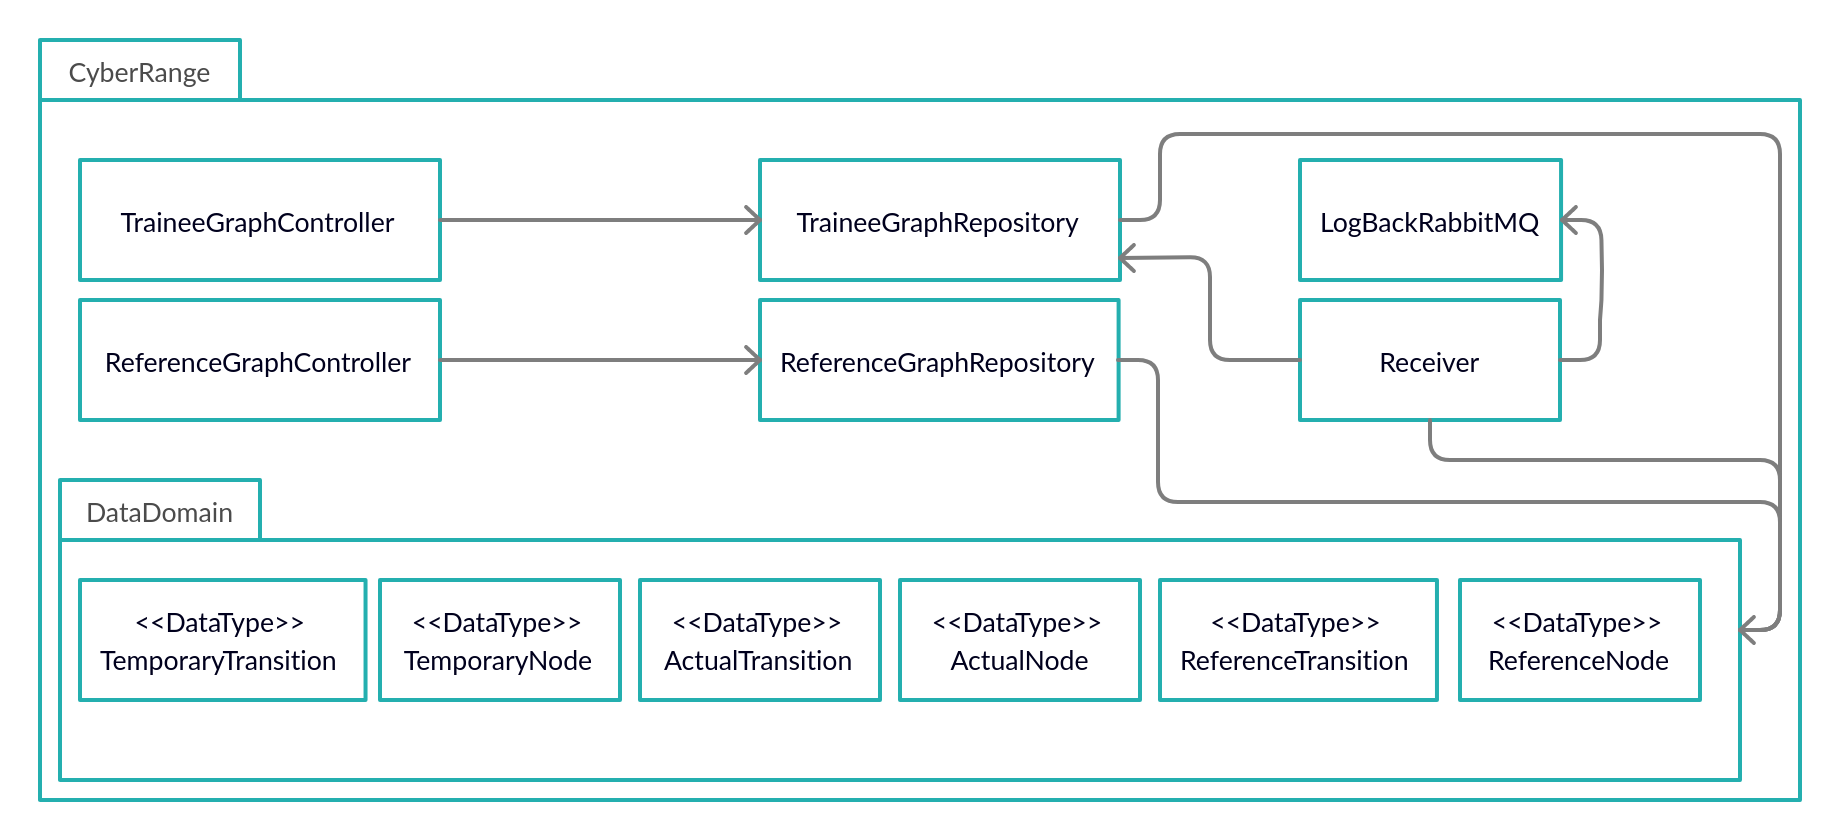 CyberRange
TraineeGraphController
TraineeGraphRepository
LogBackRabbitMQ
ReferenceGraphController
ReferenceGraphRepository
Receiver
DataDomain
<<DataType>>
TemporaryTransition
<<DataType>>
TemporaryNode
<<DataType>>
ActualTransition
<<DataType>>
ActualNode
<<DataType>>
ReferenceTransition
<<DataType>>
ReferenceNode